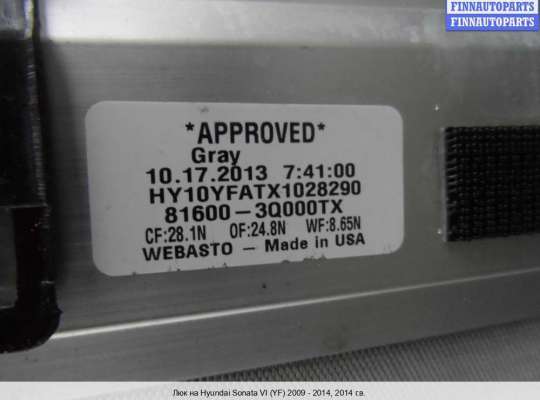 FINNAUTOPARTS
FINNAUTOPARTS
*APPROVED*
Gray
10.17.2013 7:41:00
HY10YFATX1028290
81600-3Q000TX
CF:28.1N OF:24.8N WF:8.65N
WEBASTO - Made in USA
Люк на Hyundai Sonata VI (YF) 2009 - 2014, 2014 г.в.